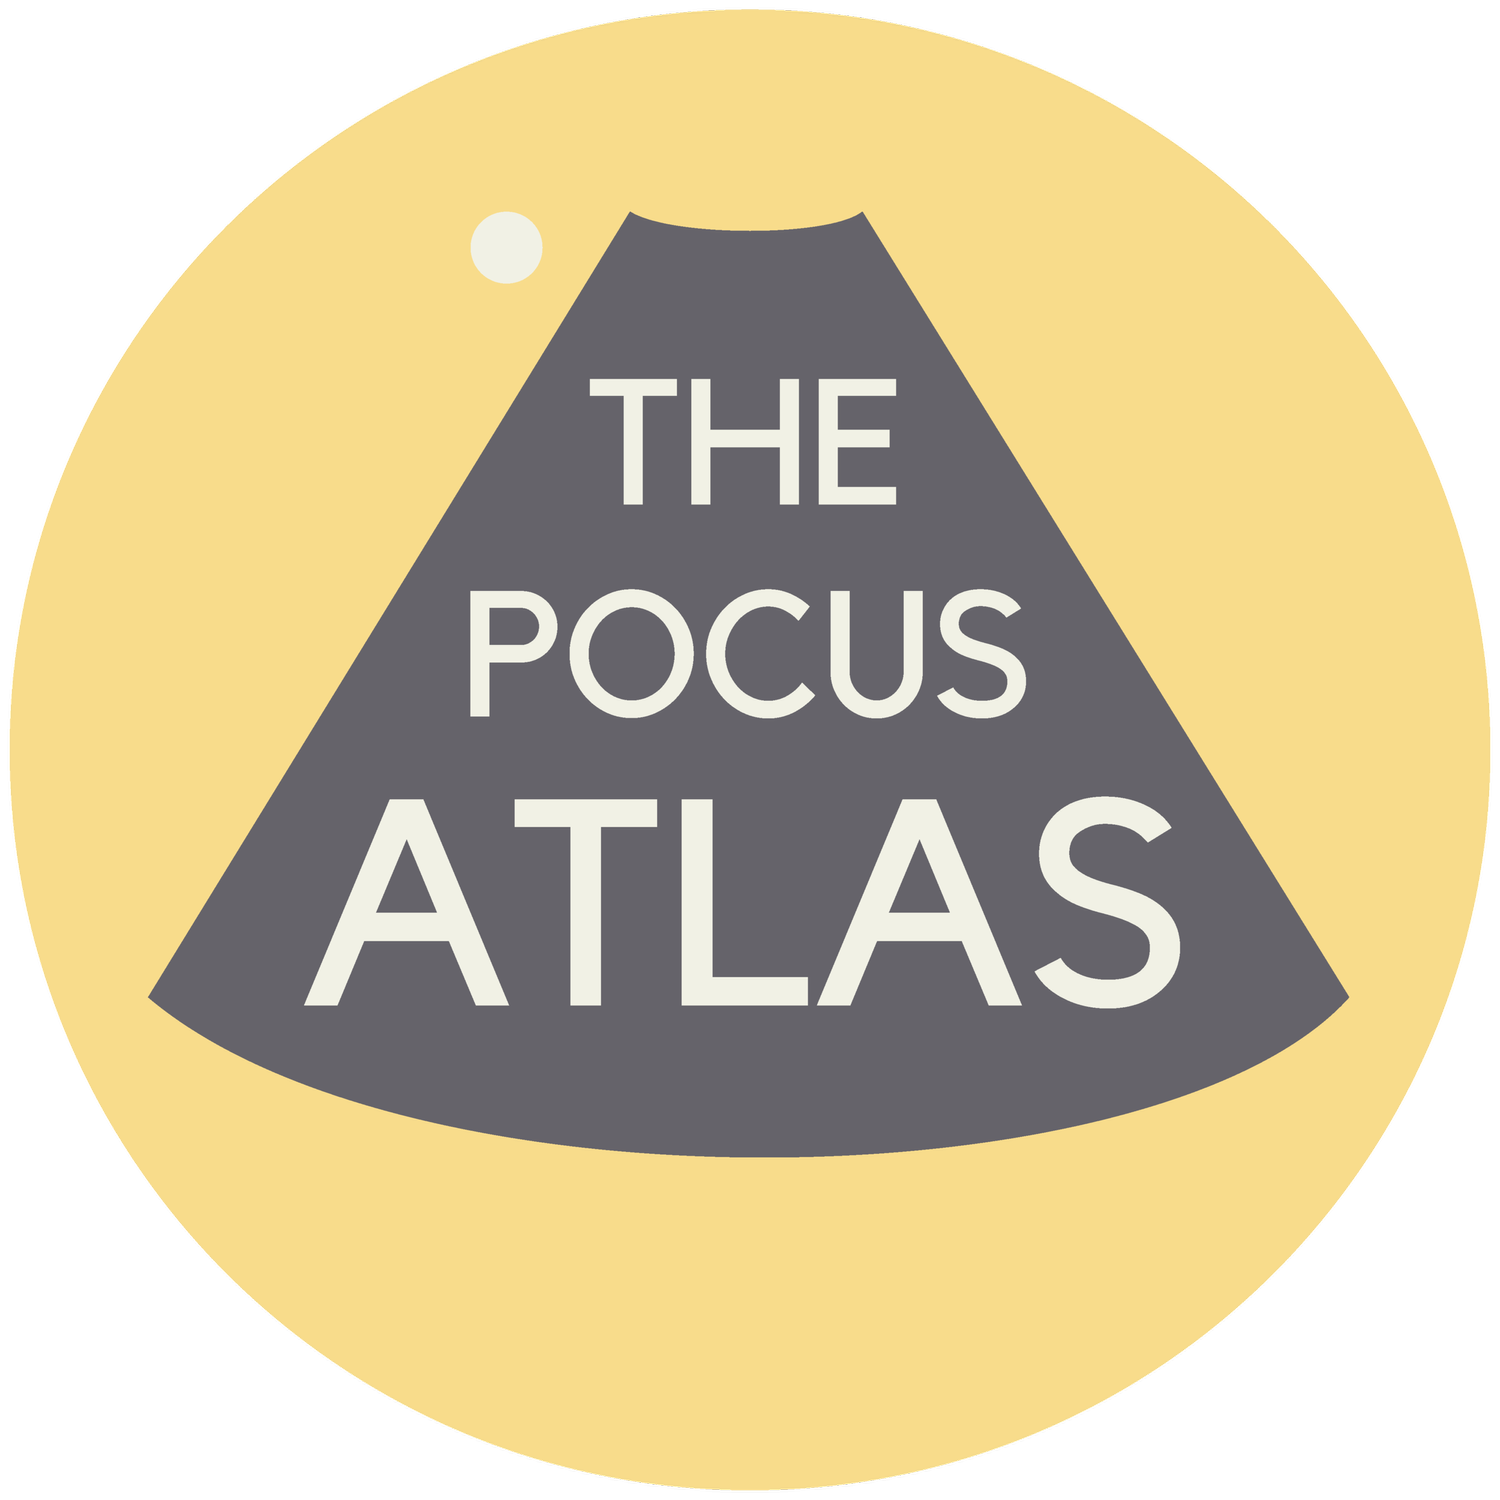 THE
POCUS
ATLAS